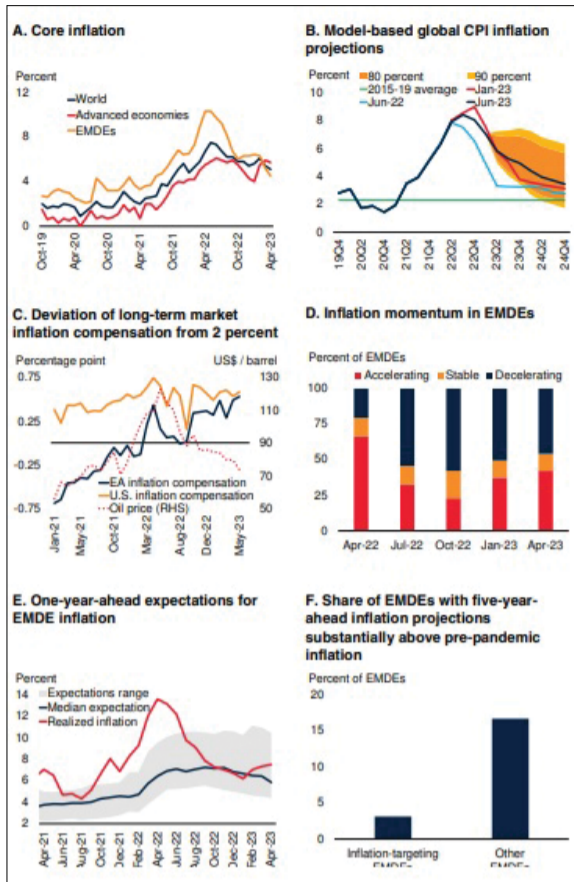 A. Core inflation
Percent
12
8
4
0
World
Advanced economies
EMDEs
Oct-19
Apr-20
Oct-20
Apr-21
Oct-21
Apr-22
Oct-22
Apr-23
B. Model-based global CPI inflation
projections
Percent
80 percent
90 percent
2015-19 average
Jan-23
Jun-22
Jun-23
10
8
6
4
2
0
19Q4
20Q2
20Q4
21Q2
21Q4
22Q2
22Q4
23Q2
23Q4
24Q2
24Q4
C. Deviation of long-term market
inflation compensation from 2 percent
Percentage point
US$ / barrel
0.75
0.25
-0.25
-0.75
130
110
90
70
50
EA inflation compensation
U.S. inflation compensation
Oil price (RHS)
Jan-21
May-21
Oct-21
Mar-22
Aug-22
Dec-22
May-23
D. Inflation momentum in EMDEs
Percent of EMDEs
Accelerating
Stable
Decelerating
100
75
50
25
0
Apr-22
Jul-22
Oct-22
Jan-23
Apr-23
E. One-year-ahead expectations for
EMDE inflation
Percent
14
12
10
8
6
4
2
Expectations range
Median expectation
Realized inflation
Apr-21
Jun-21
Aug-21
Oct-21
Dec-21
Feb-22
Apr-22
Jun-22
Aug-22
Oct-22
Dec-22
Feb-23
Apr-23
F. Share of EMDEs with five-year-
ahead inflation projections
substantially above pre-pandemic
inflation
Percent of EMDEs
20
15
10
5
0
Inflation-targeting
EMDEs
Other
EMDEs